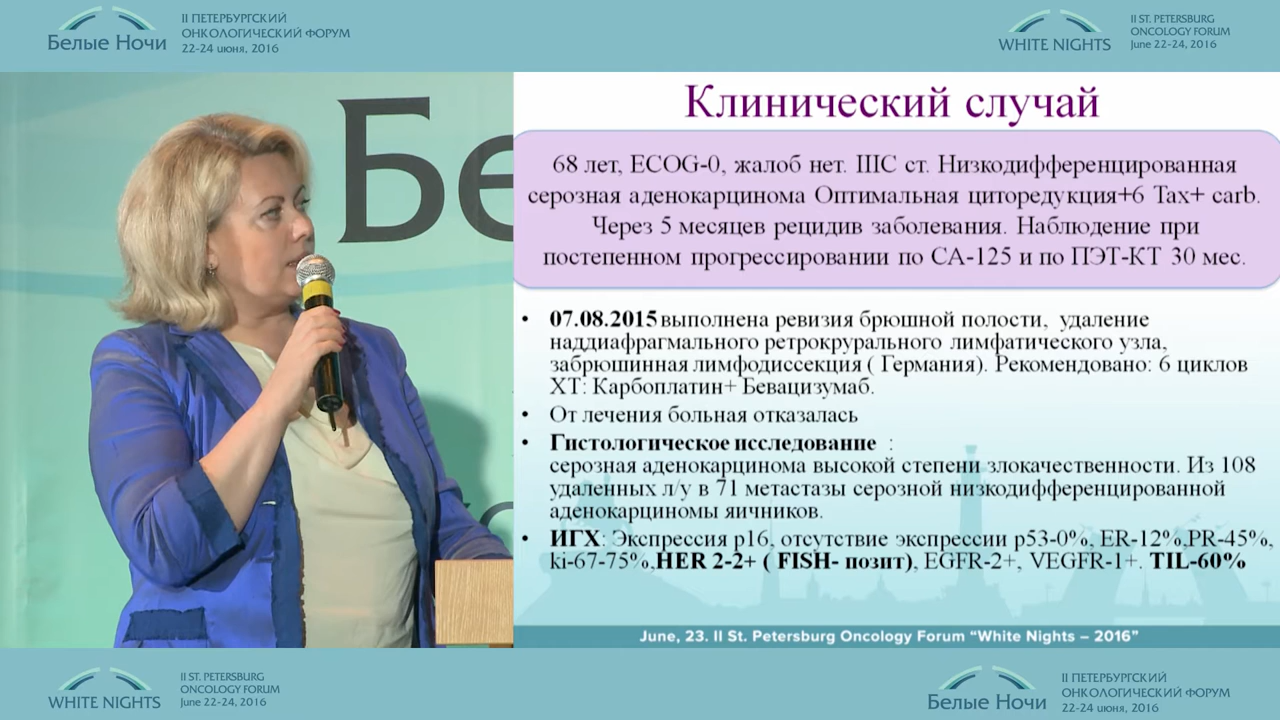 Белые Ночи
II ПЕТЕРБУРГСКИЙ
ОНКОЛОГИЧЕСКИЙ ФОРУМ
22-24 июня, 2016
WHITE NIGHTS
II ST. PETERSBURG
ONCOLOGY FORUM
June 22-24, 2016
Бе
Клинический случай
68 лет, ECOG-0, жалоб нет. IIIC ст. Низкодифференцированная
серозная аденокарцинома Оптимальная циторедукция+6 Tax+ carb.
Через 5 месяцев рецидив заболевания. Наблюдение при
постепенном прогрессировании по СА-125 и по ПЭТ-КТ 30 мес.
• 07.08.2015 выполнена ревизия брюшной полости, удаление
наддиафрагмального ретрокрурального лимфатического узла,
забрюшинная лимфодиссекция ( Германия). Рекомендовано: 6 циклов
ХТ: Карбоплатин+ Бевацизумаб.
• От лечения больная отказалась
• Гистологическое исследование :
серозная аденокарцинома высокой степени злокачественности. Из 108
удаленных л/у в 71 метастазы серозной низкодифференцированной
аденокарциномы яичников.
• ИГХ: Экспрессия p16, отсутствие экспрессии p53-0%, ER-12%,PR-45%,
ki-67-75%,HER 2-2+ ( FISH- позит), EGFR-2+, VEGFR-1+. TIL-60%
June, 23. II St. Petersburg Oncology Forum “White Nights – 2016”
WHITE NIGHTS
II ST. PETERSBURG
ONCOLOGY FORUM
June 22-24, 2016
Белые Ночи
II ПЕТЕРБУРГСКИЙ
ОНКОЛОГИЧЕСКИЙ ФОРУМ
22-24 июня, 2016